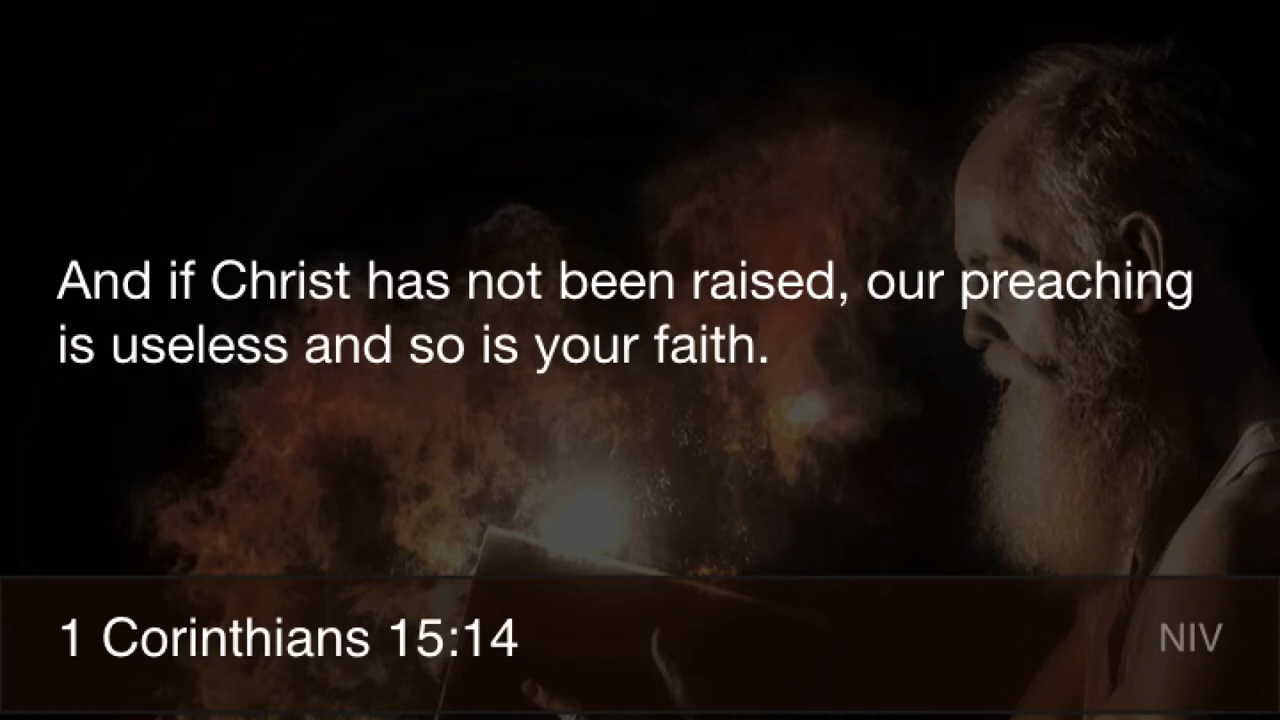 And if Christ has not been raised, our preaching
is useless and so is your faith.
1 Corinthians 15:14
NIV